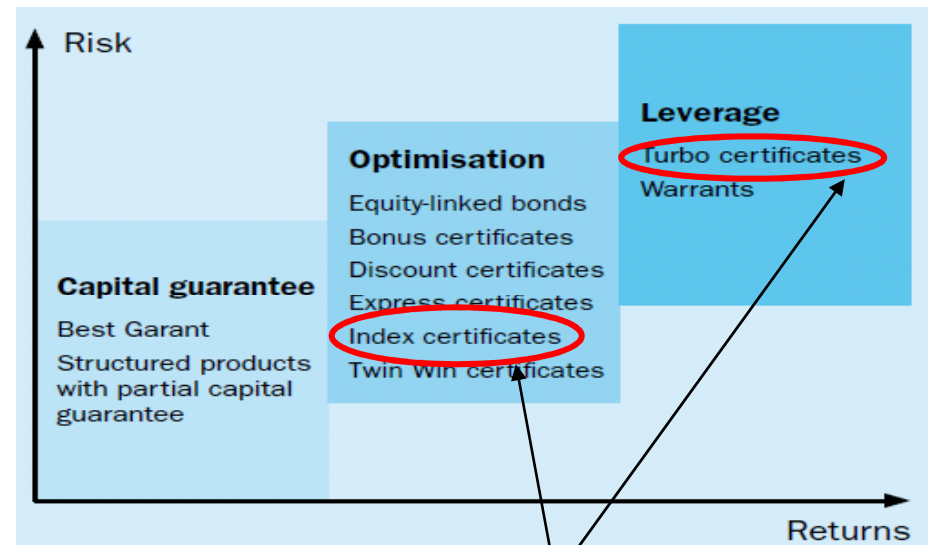 Risk
Capital guarantee
Best Garant
Structured products
with partial capital
guarantee
Optimisation
Equity-linked bonds
Bonus certificates
Discount certificates
Express certificates
Index certificates
Twin Win certificates
Leverage
Turbo certificates
Warrants
Returns